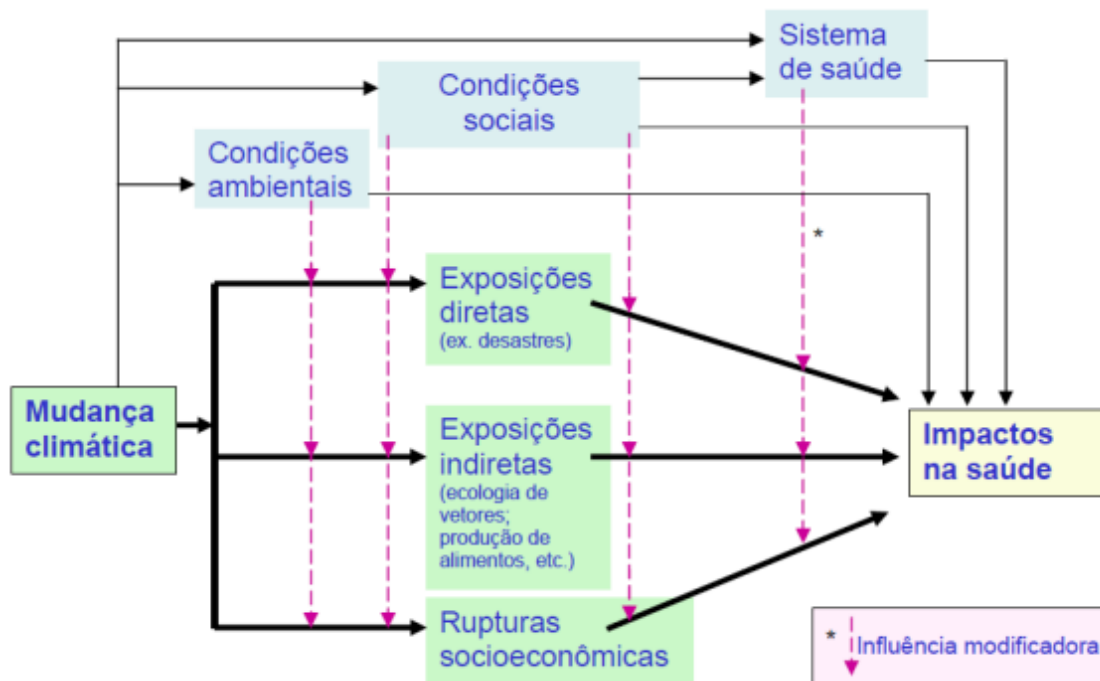 Sistema
de saúde
Condições
sociais
Condições
ambientais
*
Exposições
diretas
(ex. desastres)
Mudança
climática
Exposições
indiretas
(ecologia de
vetores;
produção de
alimentos, etc.)
Impactos
na saúde
Rupturas
socioeconômicas
* Influência modificadora